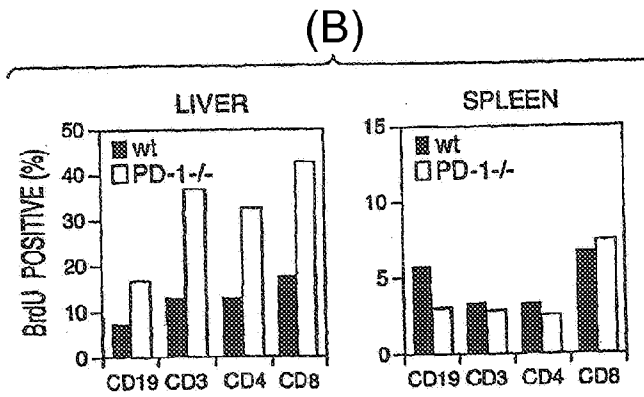 (B)
LIVER
BrdU POSITIVE (%)
50
40
30
20
10
0
wt
PD-1-/-
CD19 CD3 CD4 CD8
SPLEEN
15
10
5
0
wt
PD-1-/-
CD19 CD3 CD4 CD8